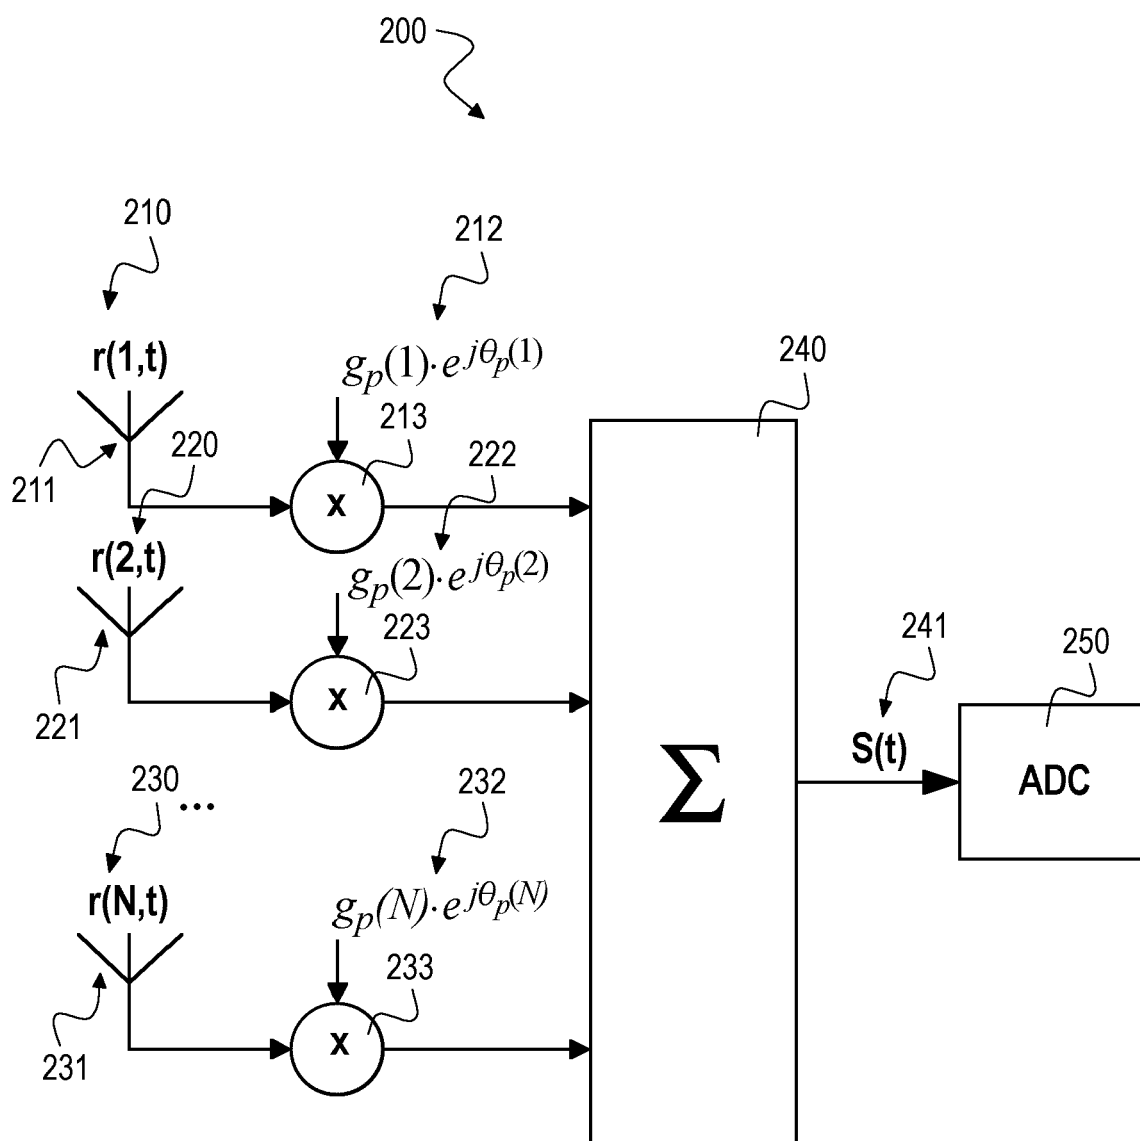 200
210
212
r(1,t)
g_p(1)·e^{jθ_p(1)}
240
213
220
222
211
x
r(2,t)
g_p(2)·e^{jθ_p(2)}
223
241
250
221
x
S(t)
ADC
Σ
230
...
232
r(N,t)
g_p(N)·e^{jθ_p(N)}
233
231
x